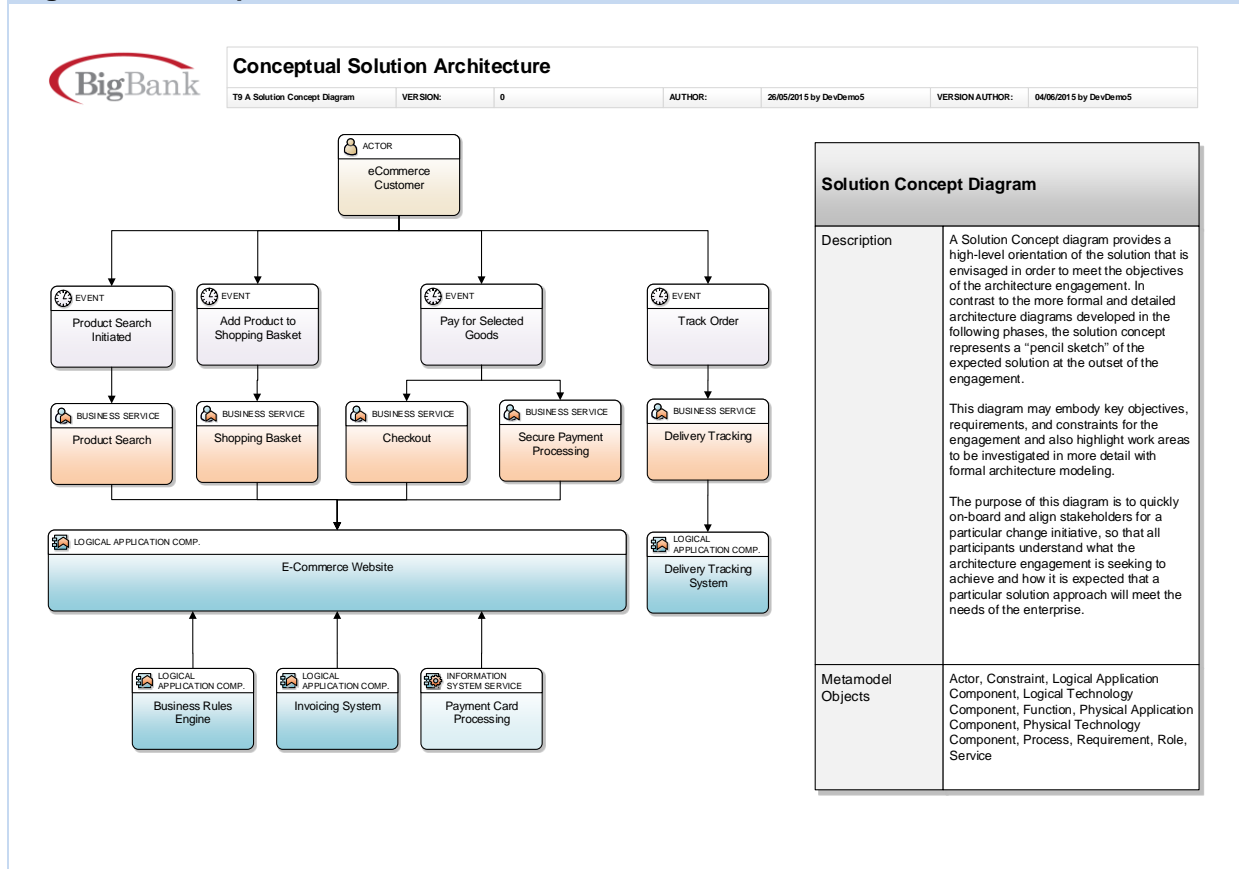 BigBank
Conceptual Solution Architecture
T9 A Solution Concept Diagram
VERSION:
0
AUTHOR:
26/05/2015 by DevDemo5
VERSION AUTHOR:
04/06/2015 by DevDemo5
ACTOR
eCommerce
Customer
EVENT
Product Search
Initiated
EVENT
Add Product to
Shopping Basket
EVENT
Pay for Selected
Goods
EVENT
Track Order
BUSINESS SERVICE
Product Search
BUSINESS SERVICE
Shopping Basket
BUSINESS SERVICE
Checkout
BUSINESS SERVICE
Secure Payment
Processing
BUSINESS SERVICE
Delivery Tracking
LOGICAL APPLICATION COMP.
E-Commerce Website
LOGICAL
APPLICATION COMP.
Delivery Tracking
System
LOGICAL
APPLICATION COMP.
Business Rules
Engine
LOGICAL
APPLICATION COMP.
Invoicing System
INFORMATION
SYSTEM SERVICE
Payment Card
Processing
Solution Concept Diagram
Description
A Solution Concept diagram provides a
high-level orientation of the solution that is
envisaged in order to meet the objectives
of the architecture engagement. In
contrast to the more formal and detailed
architecture diagrams developed in the
following phases, the solution concept
represents a “pencil sketch” of the
expected solution at the outset of the
engagement.
This diagram may embody key objectives,
requirements, and constraints for the
engagement and also highlight work areas
to be investigated in more detail with
formal architecture modeling.
The purpose of this diagram is to quickly
on-board and align stakeholders for a
particular change initiative, so that all
participants understand what the
architecture engagement is seeking to
achieve and how it is expected that a
particular solution approach will meet the
needs of the enterprise.
Metamodel
Objects
Actor, Constraint, Logical Application
Component, Logical Technology
Component, Function, Physical Application
Component, Physical Technology
Component, Process, Requirement, Role,
Service